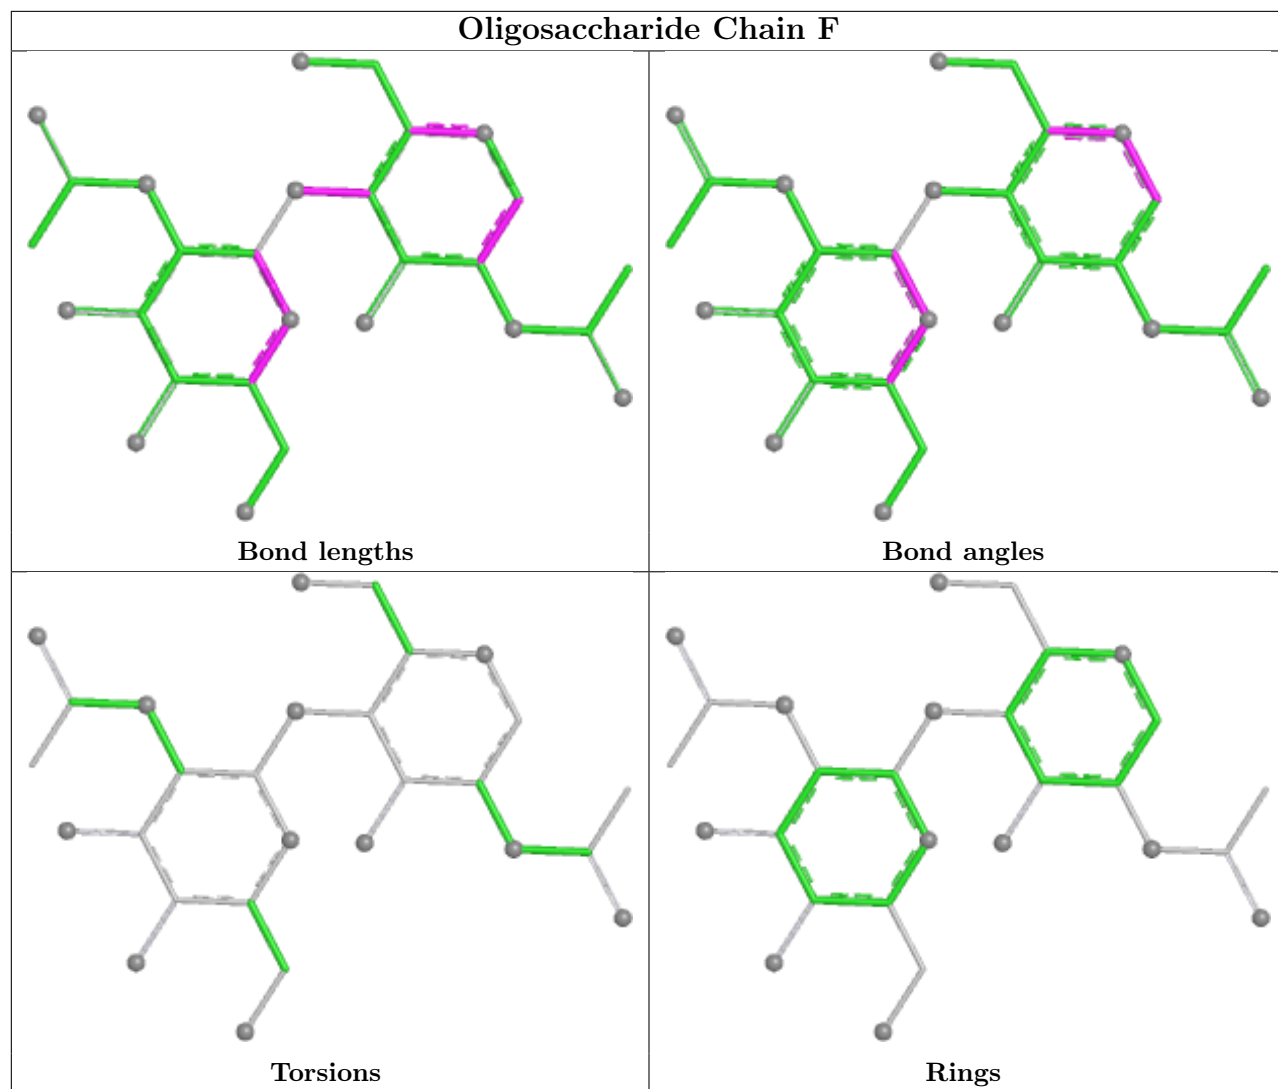 Oligosaccharide Chain F
Bond lengths
Bond angles
Torsions
Rings